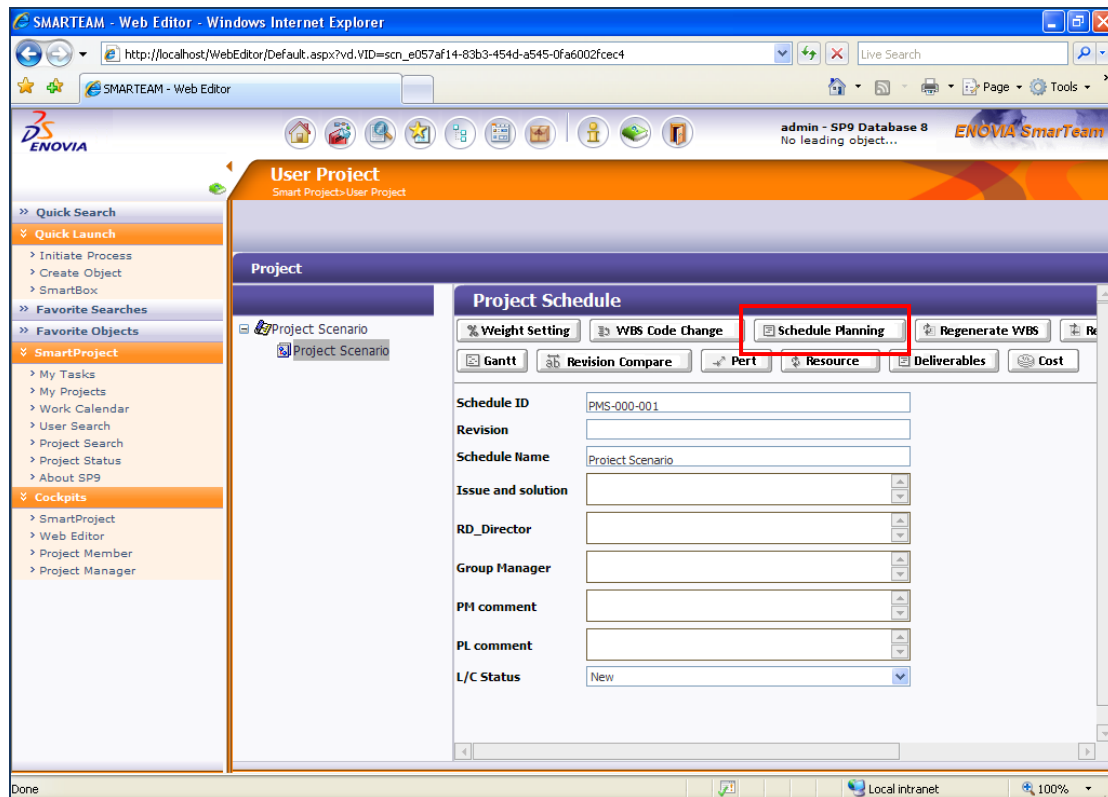 SMARTEAM - Web Editor - Windows Internet Explorer
http://localhost/WebEditor/Default.aspx?vd.VID=scn_e057af14-83b3-454d-a545-0fa6002fcec4
Live Search
SMARTEAM - Web Editor
Page
Tools
ENOVIA
admin - SP9 Database 8
No leading object...
ENOVIA SmarTeam
User Project
Smart Project>User Project
» Quick Search
Quick Launch
> Initiate Process
> Create Object
> SmartBox
» Favorite Searches
» Favorite Objects
SmartProject
> My Tasks
> My Projects
> Work Calendar
> User Search
> Project Search
> Project Status
> About SP9
Cockpits
> SmartProject
> Web Editor
> Project Member
> Project Manager
Project
Project Scenario
Project Scenario
Project Schedule
Weight Setting
WBS Code Change
Schedule Planning
Regenerate WBS
Gantt
Revision Compare
Pert
Resource
Deliverables
Cost
Schedule ID PMS-000-001
Revision
Schedule Name Project Scenario
Issue and solution
RD_Director
Group Manager
PM comment
PL comment
L/C Status New
Done
Local intranet
100%